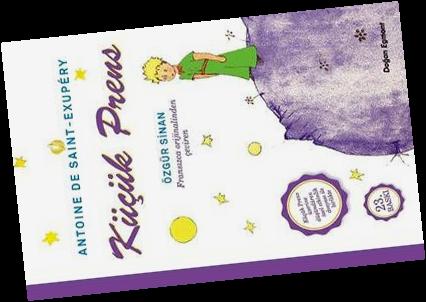 ANTOINE DE SAINT-EXUPÉRY
Küçük Prens
ÖZGÜR SİNAN
Fransızca orijinalinden
çeviren
Doğan Egmont
23.
BASKI